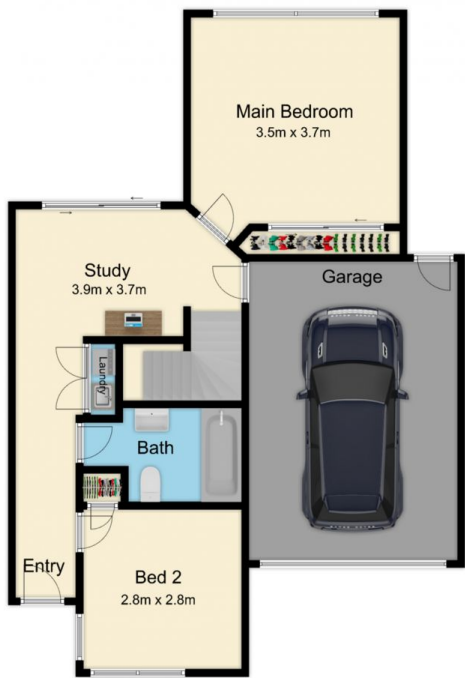 Main Bedroom
3.5m x 3.7m
Study
3.9m x 3.7m
Garage
Laundry
Bath
Entry
Bed 2
2.8m x 2.8m